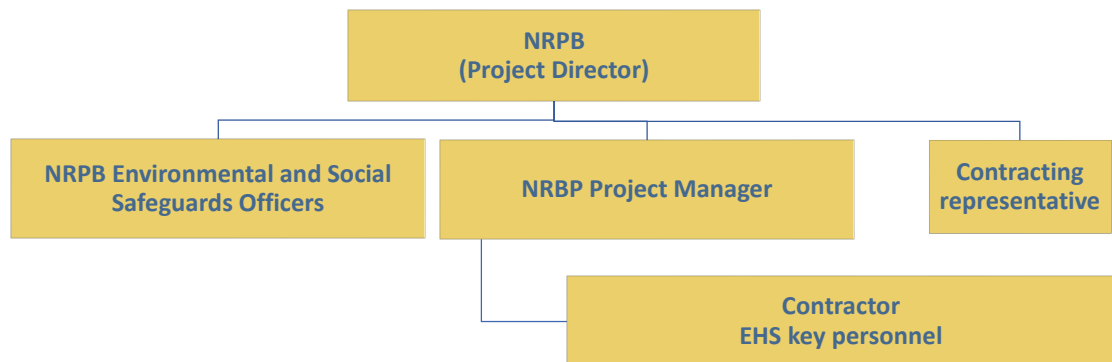 NRPB
(Project Director)
NRPB Environmental and Social
Safeguards Officers
NRBP Project Manager
Contracting
representative
Contractor
EHS key personnel